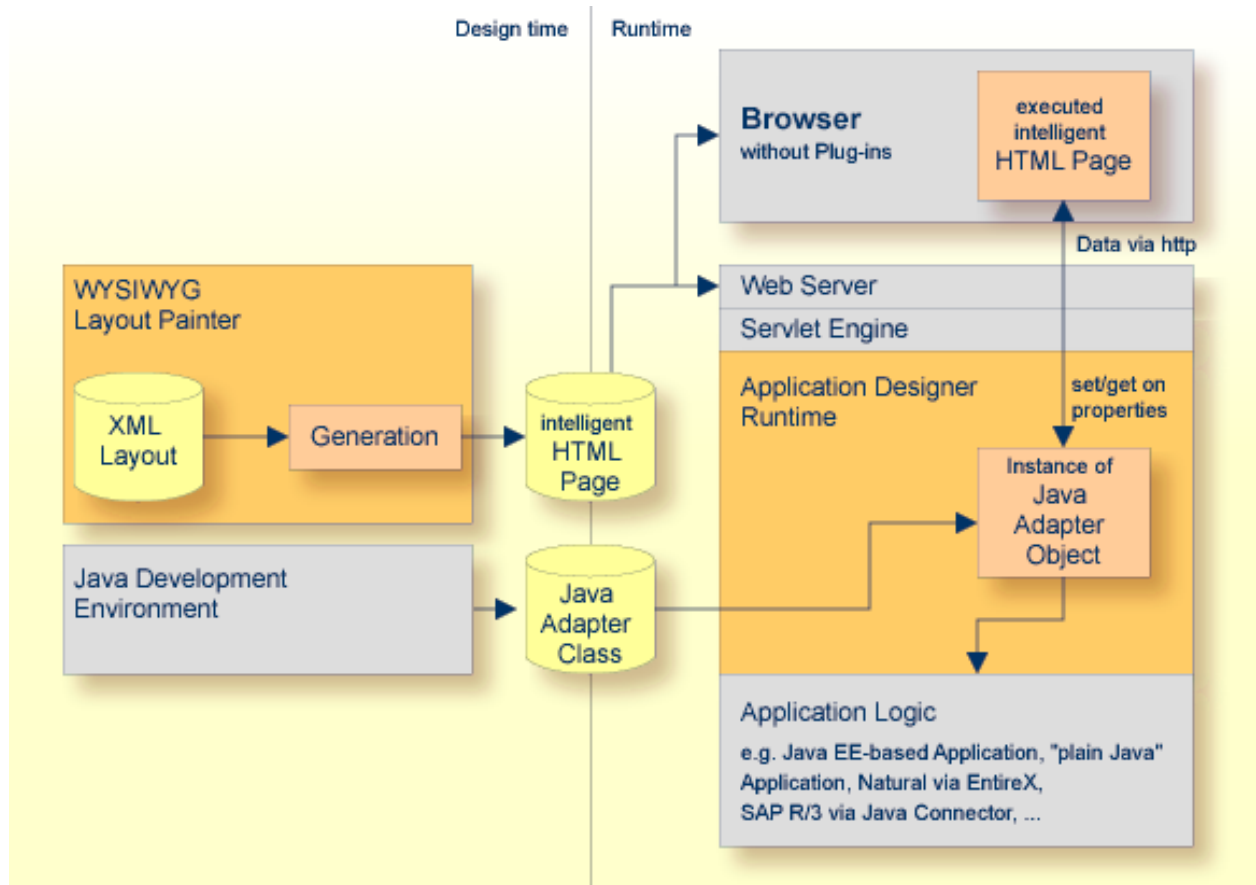 Design time
Runtime
Browser
without Plug-ins
executed
intelligent
HTML Page
Data via http
WYSIWYG
Layout Painter
XML
Layout
Generation
intelligent
HTML
Page
Web Server
Servlet Engine
Application Designer
Runtime
set/get on
properties
Instance of
Java
Adapter
Object
Java Development
Environment
Java
Adapter
Class
Application Logic
e.g. Java EE-based Application, "plain Java"
Application, Natural via EntireX,
SAP R/3 via Java Connector, ...